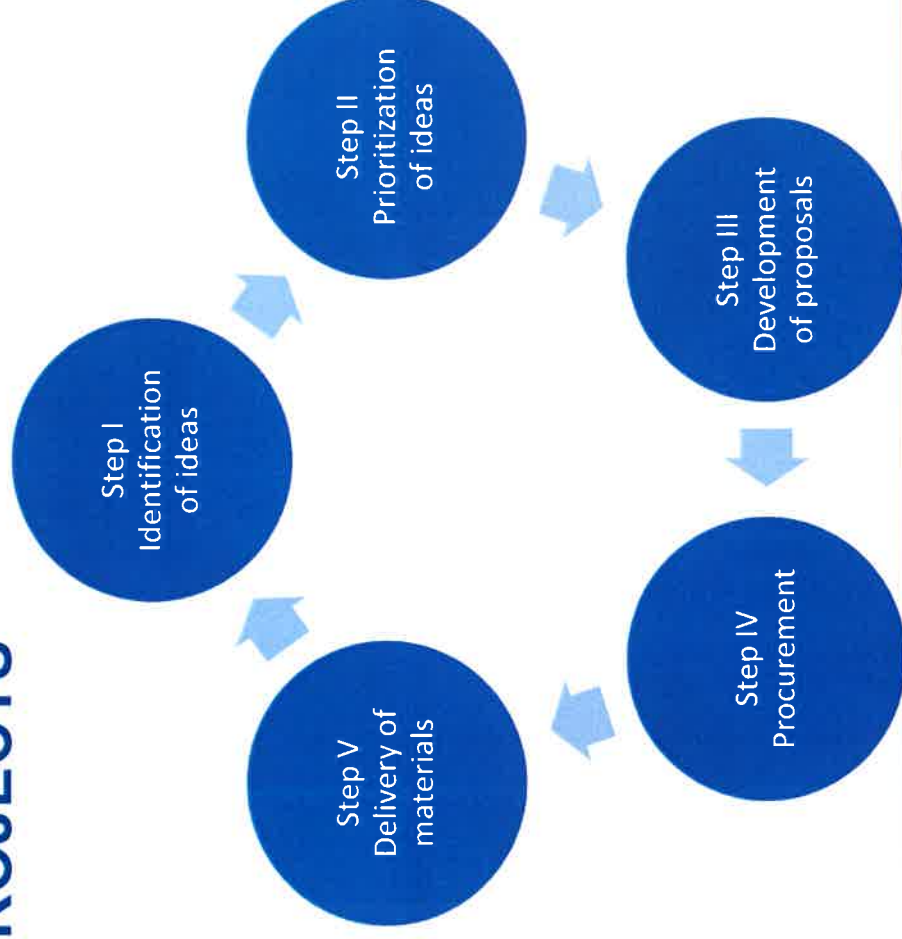 ROJECTS
Step I
Identification
of ideas
Step II
Prioritization
of ideas
Step III
Development
of proposals
Step IV
Procurement
Step V
Delivery of
materials